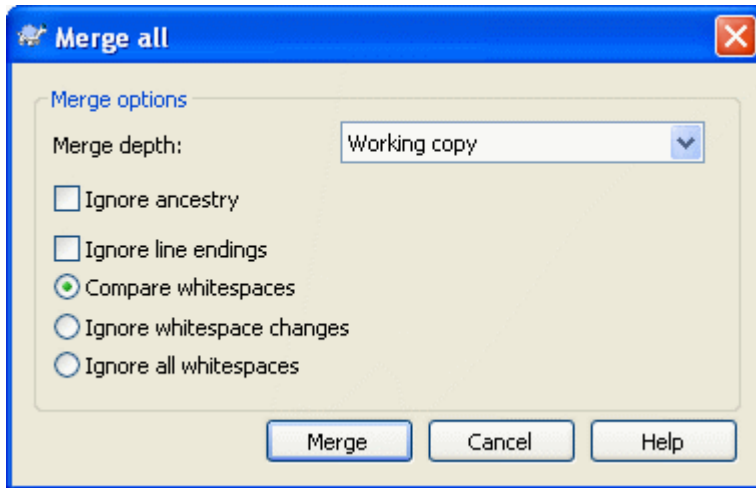 Merge all
Merge options
Merge depth: Working copy
Ignore ancestry
Ignore line endings
Compare whitespaces
Ignore whitespace changes
Ignore all whitespaces
Merge Cancel Help